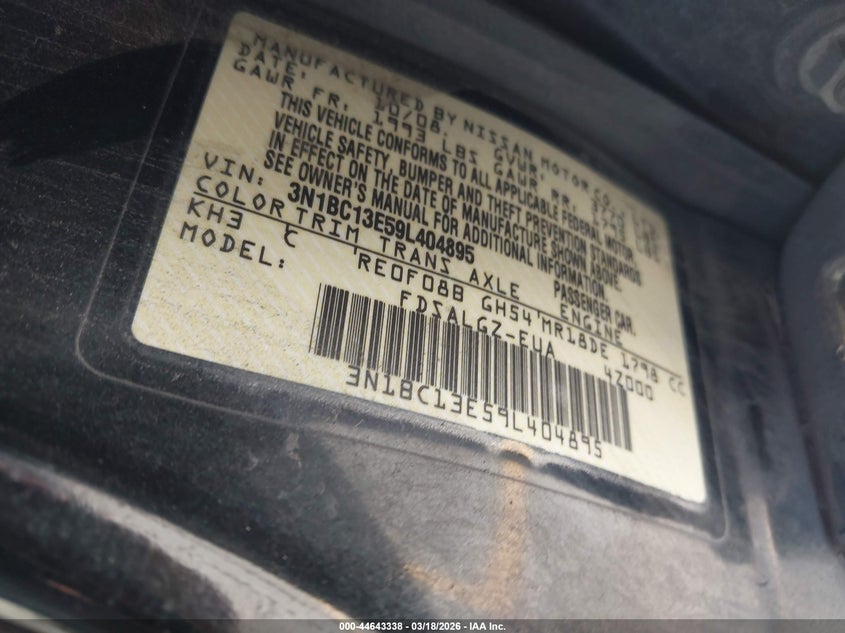 MANUFACTURED BY NISSAN MOTOR CO.
DATE: 10/08 GVWR:
GAWR FR: 1993 LBS GAWR RR:
THIS VEHICLE CONFORMS TO ALL APPLICABLE FEDERAL MOTOR
VEHICLE SAFETY, BUMPER AND THEFT PREVENTION STANDARDS
IN EFFECT ON THE DATE OF MANUFACTURE SHOWN ABOVE.
SEE OWNER'S MANUAL FOR ADDITIONAL INFORMATION.
VIN: 3N1BC13E59L404895 PASSENGER CAR.
COLOR TRIM TRANS AXLE ENGINE
KH3 C RE0F08B GH54 MR18DE 1798 CC
MODEL: FDSALGZ-EUA 4Z000
3N1BC13E59L404895
000-44643338 - 03/18/2026 - IAA Inc.